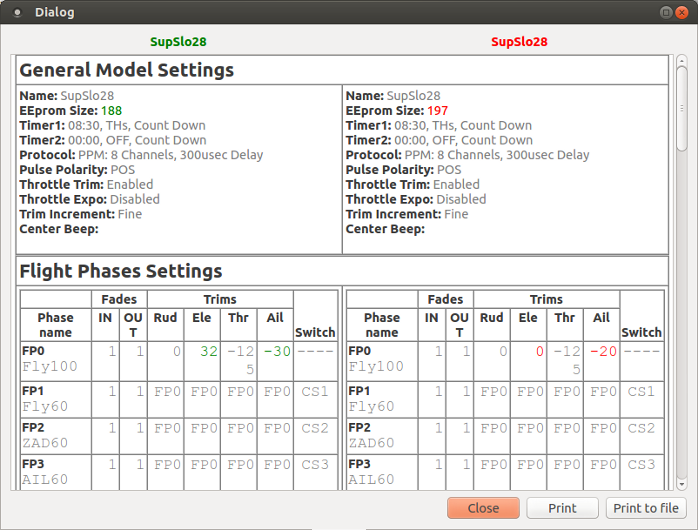 Dialog
SupSlo28 SupSlo28
General Model Settings
Name: SupSlo28
EEprom Size: 188
Timer1: 08:30, THs, Count Down
Timer2: 00:00, OFF, Count Down
Protocol: PPM: 8 Channels, 300usec Delay
Pulse Polarity: POS
Throttle Trim: Enabled
Throttle Expo: Disabled
Trim Increment: Fine
Center Beep:
Name: SupSlo28
EEprom Size: 197
Timer1: 08:30, THs, Count Down
Timer2: 00:00, OFF, Count Down
Protocol: PPM: 8 Channels, 300usec Delay
Pulse Polarity: POS
Throttle Trim: Enabled
Throttle Expo: Disabled
Trim Increment: Fine
Center Beep:
Flight Phases Settings
Fades Trims
Phase name IN OUT Rud Ele Thr Ail Switch
FP0 Fly100 1 1 0 32 -125 -30 ----
FP1 Fly60 1 1 FP0 FP0 FP0 FP0 CS1
FP2 ZAD60 1 1 FP0 FP0 FP0 FP0 CS2
FP3 AIL60 1 1 FP0 FP0 FP0 FP0 CS3
Fades Trims
Phase name IN OUT Rud Ele Thr Ail Switch
FP0 Fly100 1 1 0 0 -125 -20 ----
FP1 Fly60 1 1 FP0 FP0 FP0 FP0 CS1
FP2 ZAD60 1 1 FP0 FP0 FP0 FP0 CS2
FP3 AIL60 1 1 FP0 FP0 FP0 FP0 CS3
Close Print Print to file